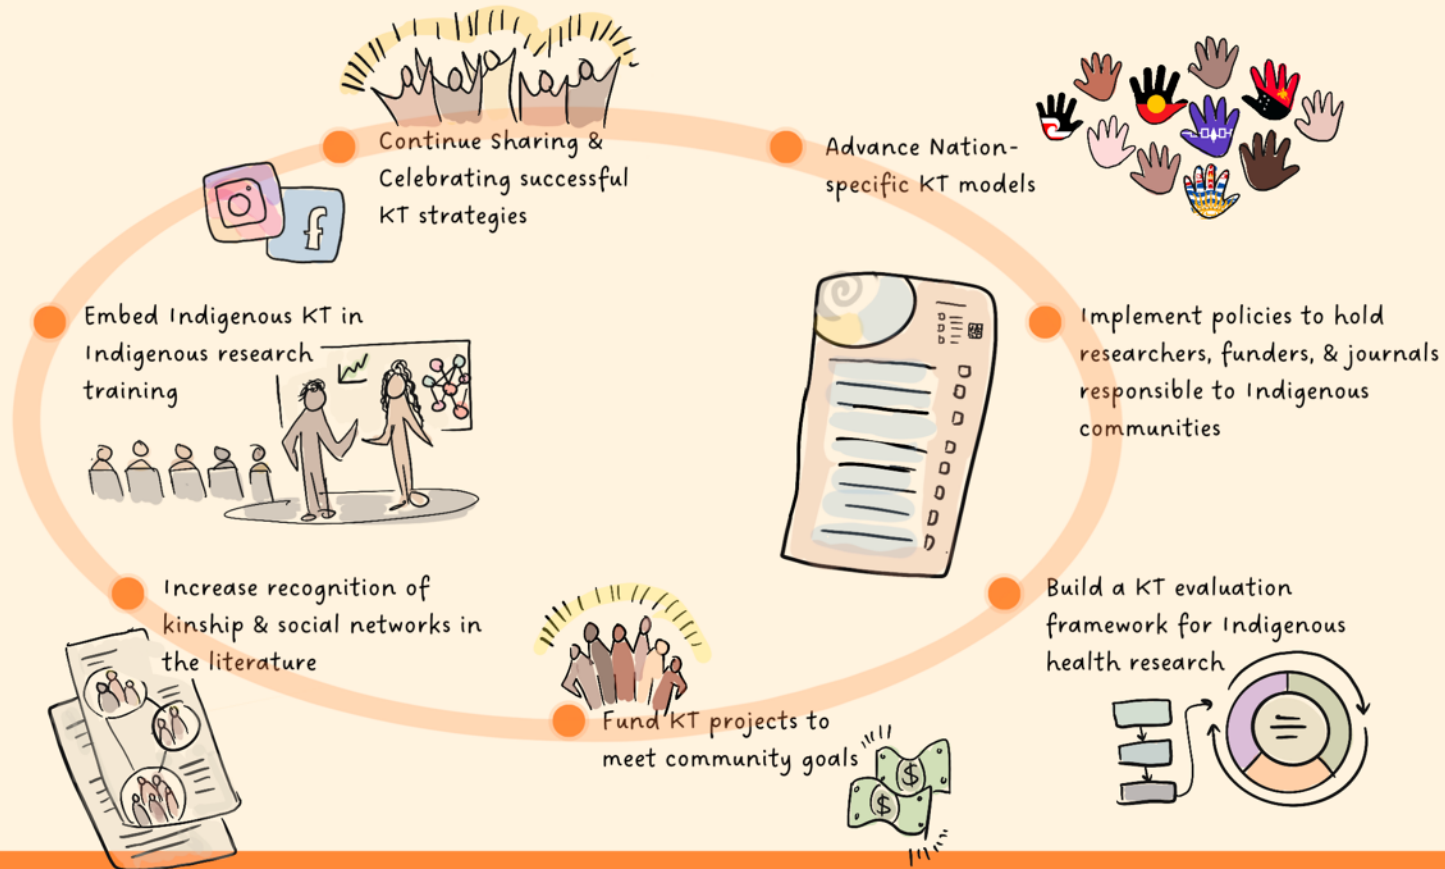 Continue Sharing &
Celebrating successful
KT strategies
Advance Nation-
specific KT models
Embed Indigenous KT in
Indigenous research
training
Implement policies to hold
researchers, funders, & journals
responsible to Indigenous
communities
Increase recognition of
kinship & social networks in
the literature
Fund KT projects to
meet community goals
Build a KT evaluation
framework for Indigenous
health research
f
$
$